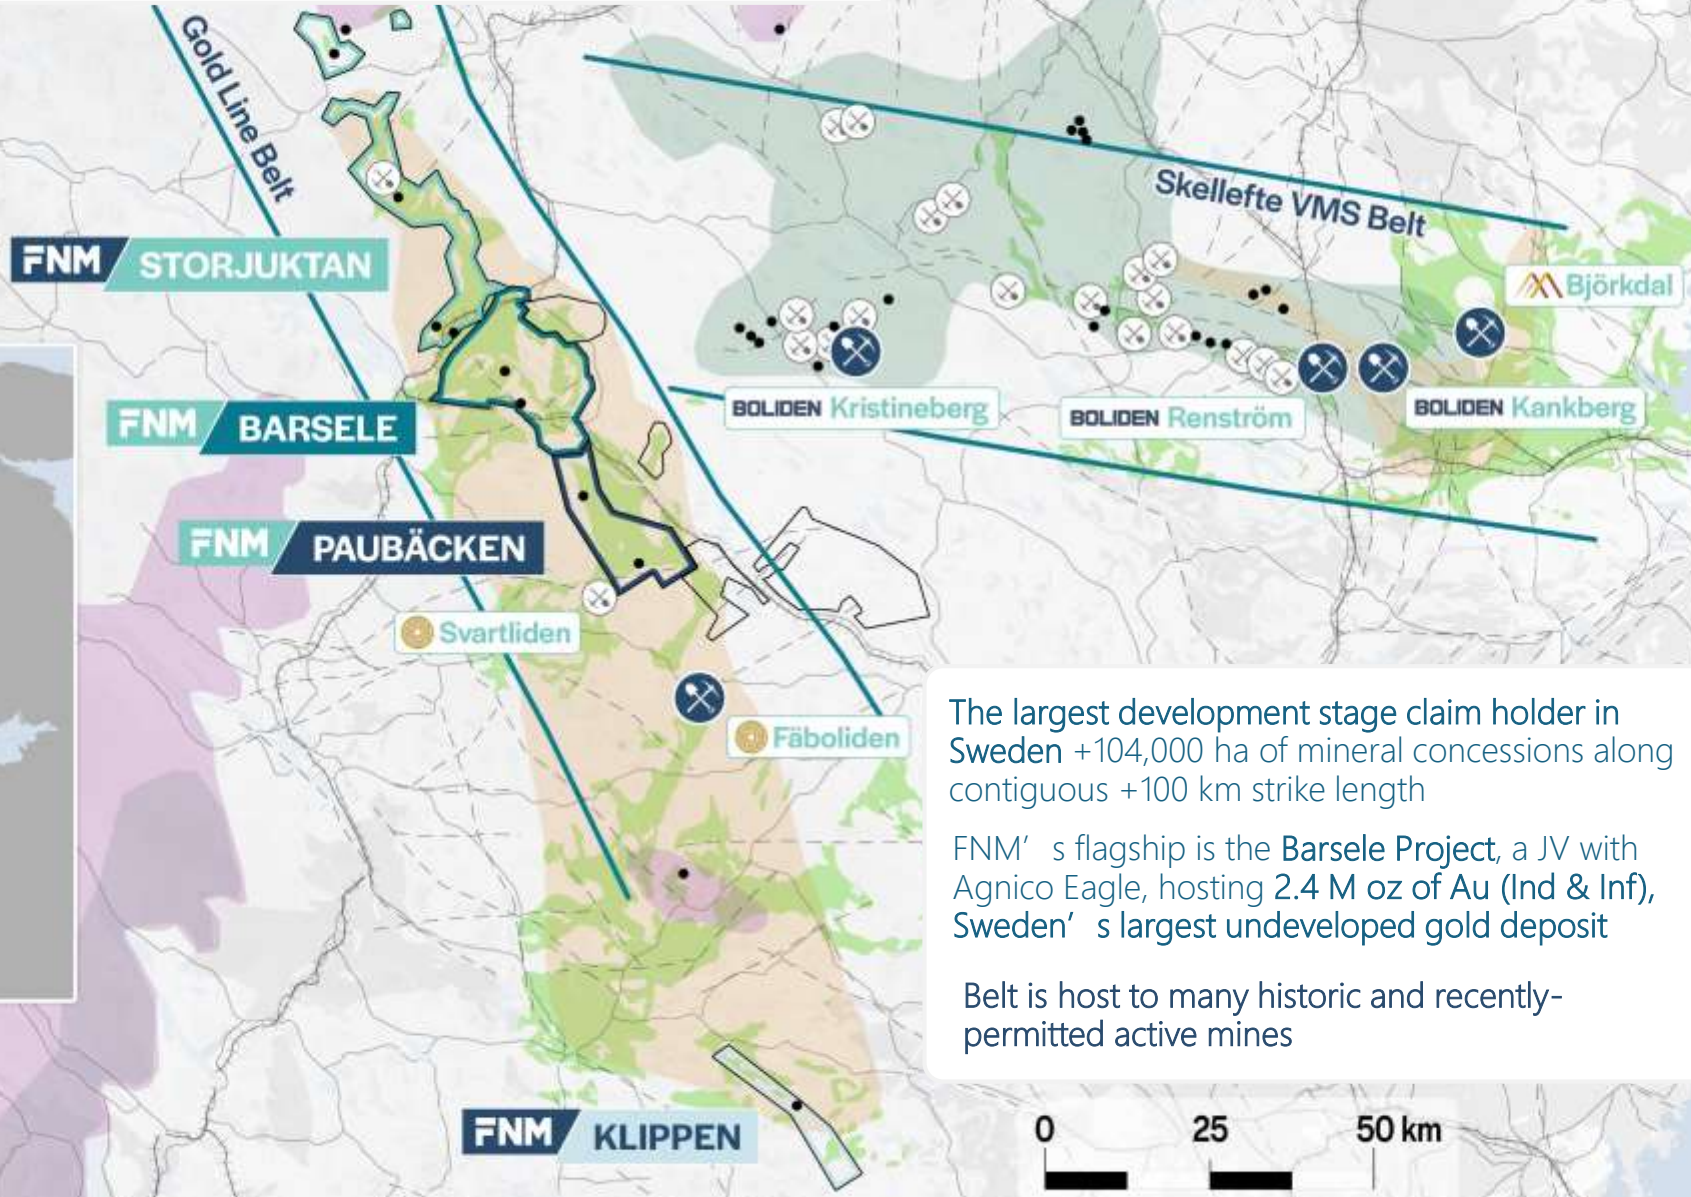 Gold Line Belt
Skellefte VMS Belt
FNM STORJUKTAN
Björkdal
BOLIDEN Kristineberg
BOLIDEN Renström
BOLIDEN Kankberg
FNM BARSELE
FNM PAUBÄCKEN
Svartliden
Fäboliden
The largest development stage claim holder in
Sweden +104,000 ha of mineral concessions along
contiguous +100 km strike length
FNM’ s flagship is the Barsele Project, a JV with
Agnico Eagle, hosting 2.4 M oz of Au (Ind & Inf),
Sweden’ s largest undeveloped gold deposit
Belt is host to many historic and recently-
permitted active mines
FNM KLIPPEN
0 25 50 km